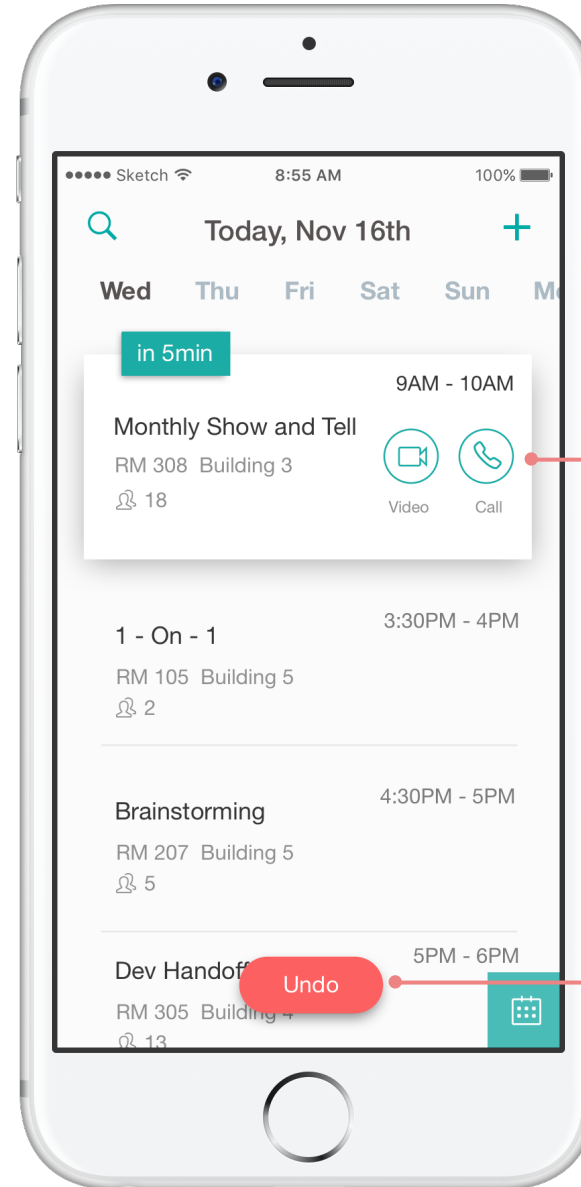 Sketch 8:55 AM 100%
Today, Nov 16th
Wed Thu Fri Sat Sun
in 5min
9AM - 10AM
Monthly Show and Tell
RM 308 Building 3
18
Video Call
3:30PM - 4PM
1 - On - 1
RM 105 Building 5
2
4:30PM - 5PM
Brainstorming
RM 207 Building 5
5
5PM - 6PM
Dev Handoff
Undo
RM 305 Building 4
13